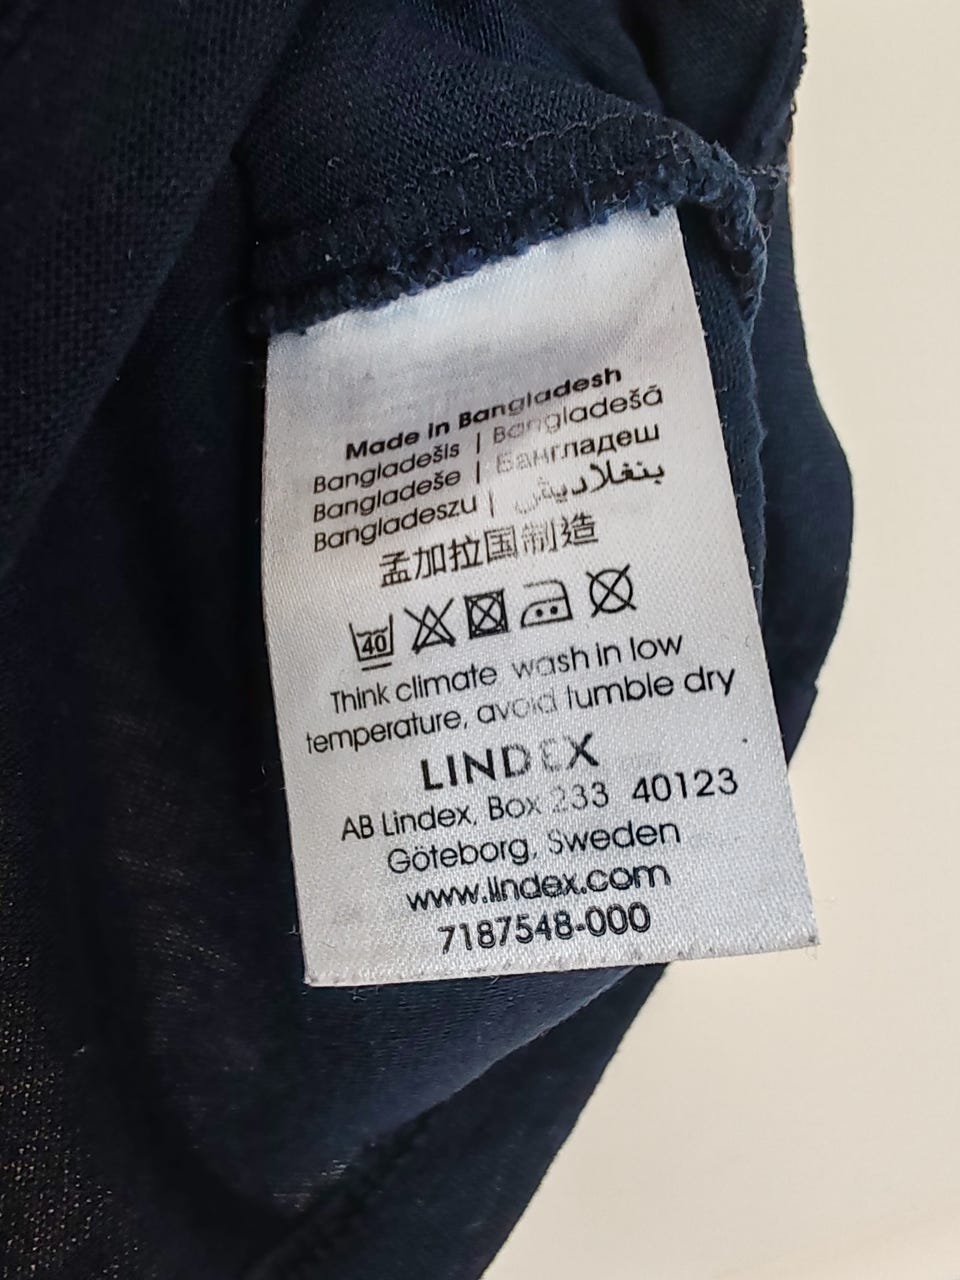 Made in Bangladesh
Bangladešis | Bangladešā
Bangladeše | Бангладеш
Bangladeszu | بنغلاديش
孟加拉国制造
40
Think climate wash in low
temperature, avoid tumble dry
LINDEX
AB Lindex, Box 233 40123
Göteborg, Sweden
www.lindex.com
7187548-000